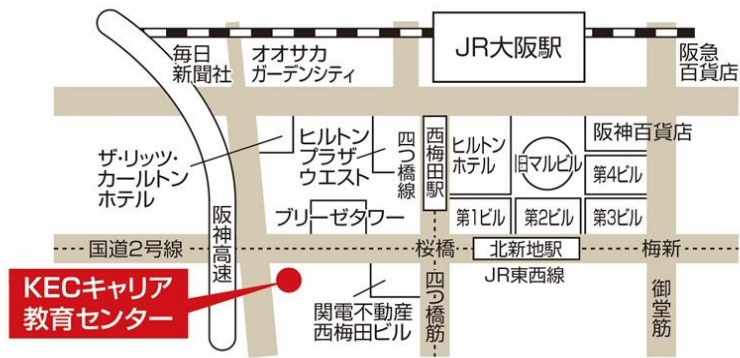 JR大阪駅
毎日
新聞社
オオサカ
ガーデンシティ
阪急
百貨店
ザ・リッツ・
カールトン
ホテル
ヒルトン
プラザ
ウエスト
四つ橋線
西梅田駅
ヒルトン
ホテル
旧マルビル
阪神百貨店
第4ビル
阪神高速
ブリーゼタワー
第1ビル
第2ビル
第3ビル
国道2号線
桜橋
北新地駅
梅新
JR東西線
KECキャリア
教育センター
関電不動産
西梅田ビル
四つ橋筋
御堂筋